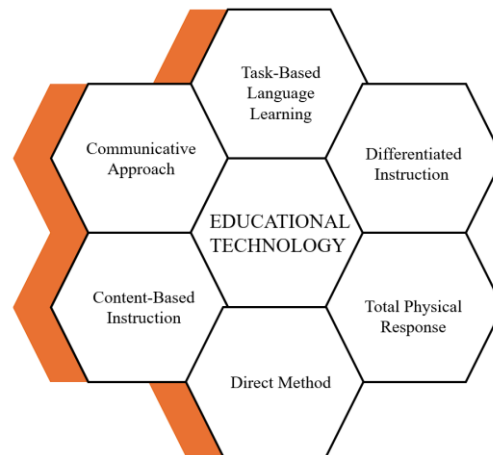 Task-Based
Language
Learning
Communicative
Approach
Differentiated
Instruction
EDUCATIONAL
TECHNOLOGY
Content-Based
Instruction
Total Physical
Response
Direct Method